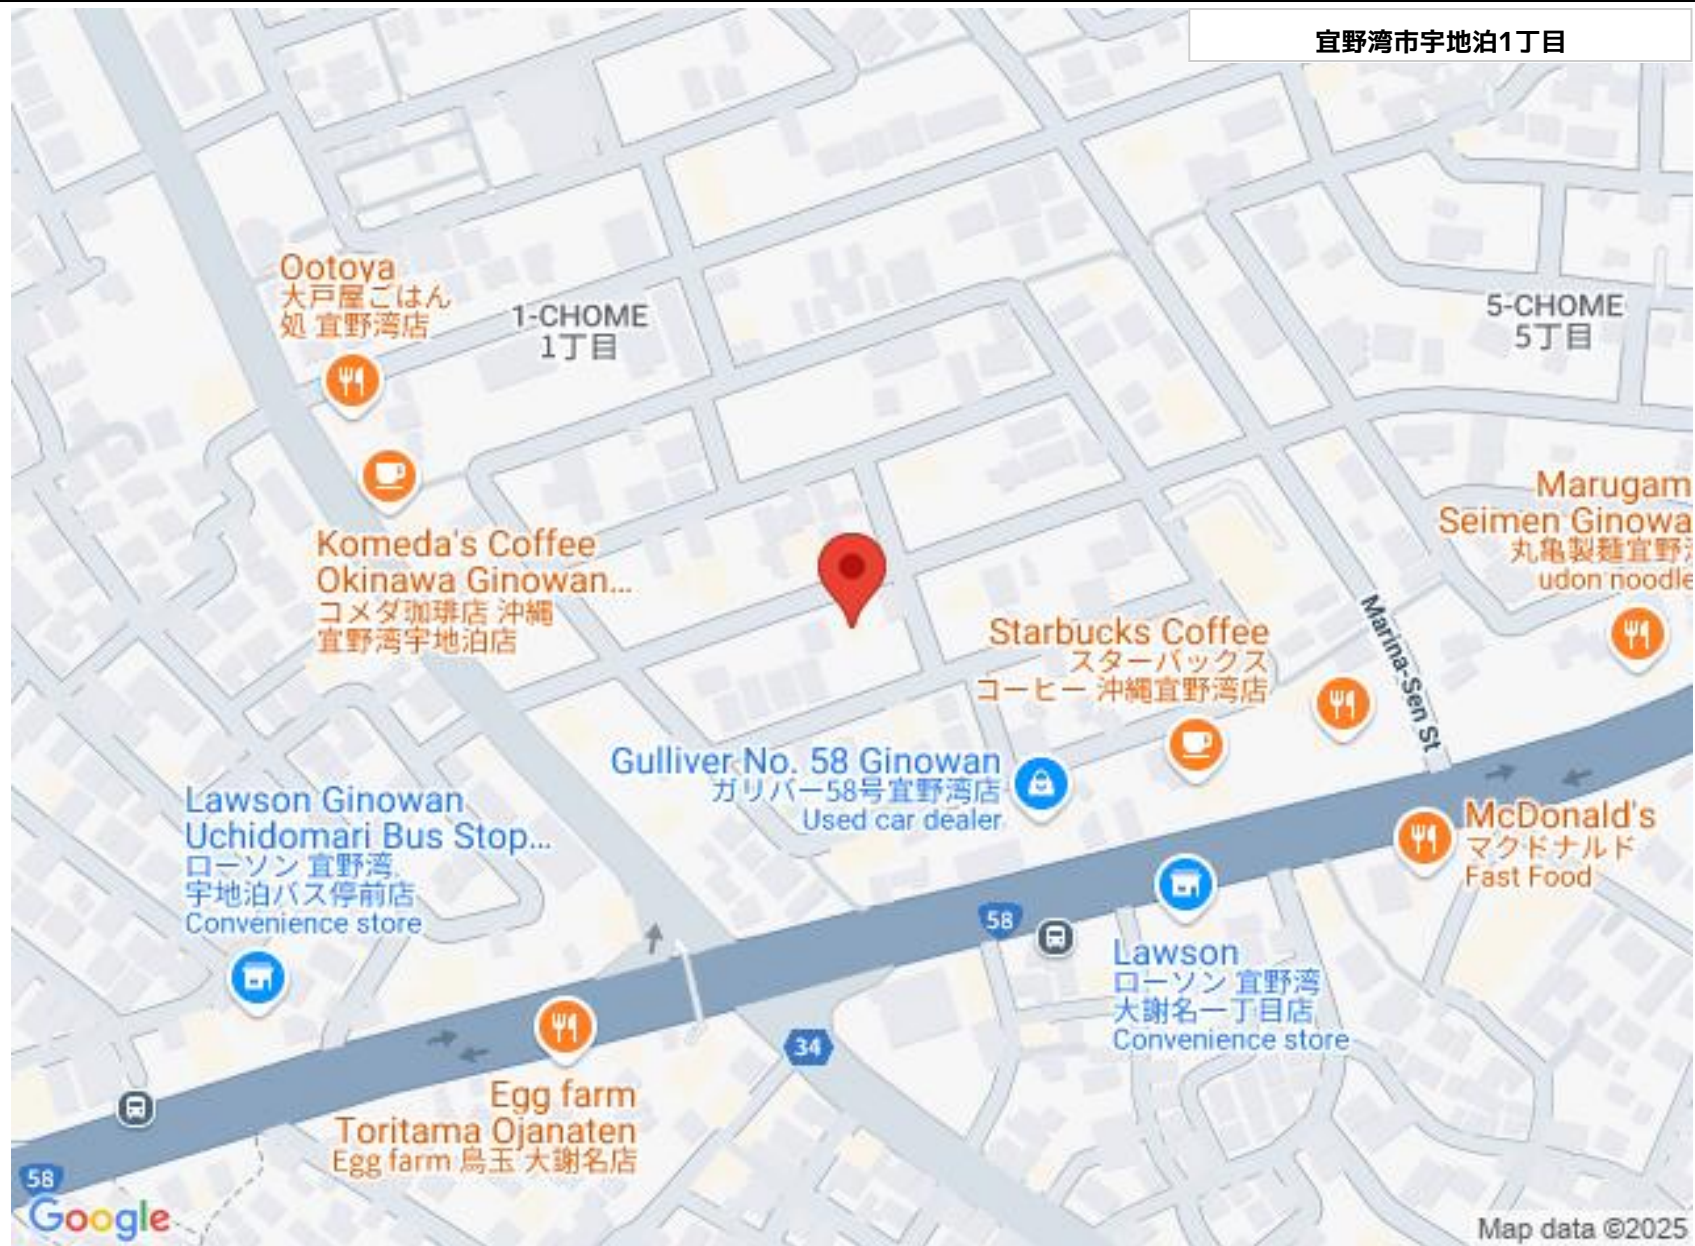 宜野湾市宇地泊1丁目
Ootoya
大戸屋ごはん
処 宜野湾店
1-CHOME
1丁目
5-CHOME
5丁目
Komeda's Coffee
Okinawa Ginowan...
コメダ珈琲店 沖縄
宜野湾宇地泊店
Marugam
Seimen Ginowa
丸亀製麺宜野湾
udon noodle
Marina-Sen St
Starbucks Coffee
スターバックス
コーヒー 沖縄宜野湾店
Gulliver No. 58 Ginowan
ガリバー58号宜野湾店
Used car dealer
Lawson Ginowan
Uchidomari Bus Stop...
ローソン 宜野湾
宇地泊バス停前店
Convenience store
McDonald's
マクドナルド
Fast Food
58
Lawson
ローソン 宜野湾
大謝名一丁目店
Convenience store
34
Egg farm
Toritama Ojanaten
Egg farm 鳥玉 大謝名店
58
Google
Map data ©2025